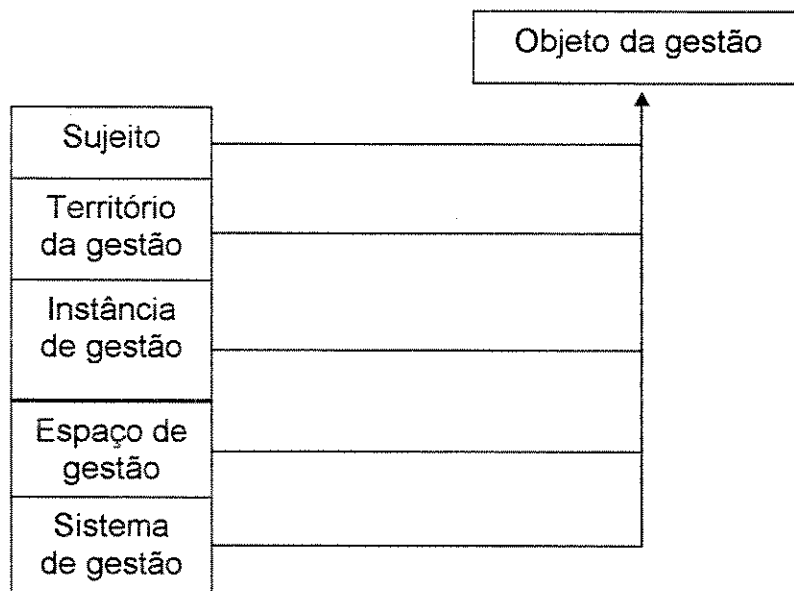 Objeto da gestão
Sujeito
Território
da gestão
Instância
de gestão
Espaço de
gestão
Sistema
de gestão